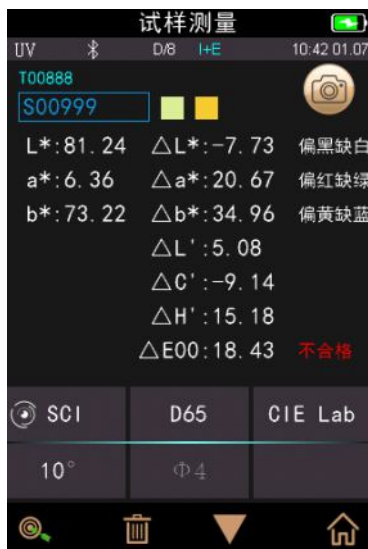 试样测量
UV D/8 I+E 10:42 01.07
T00888
S00999
L*:81.24 △L*:-7.73 偏黑缺白
a*:6.36 △a*:20.67 偏红缺绿
b*:73.22 △b*:34.96 偏黄缺蓝
△L':5.08
△C':-9.14
△H':15.18
△E00:18.43 不合格
SCI D65 CIE Lab
10° Φ4